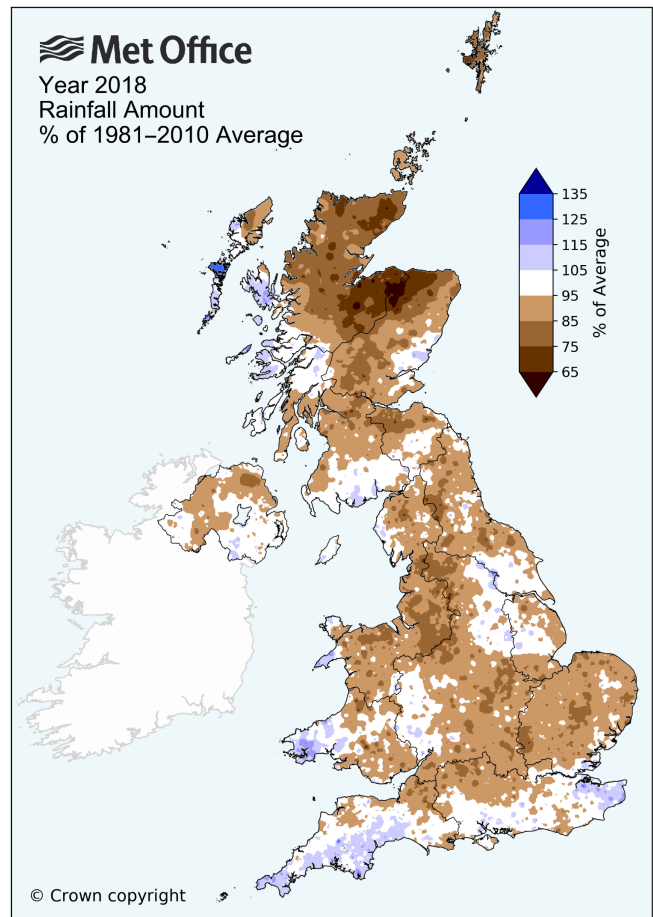 Met Office
Year 2018
Rainfall Amount
% of 1981–2010 Average
135
125
115
105
95
85
75
65
% of Average
© Crown copyright